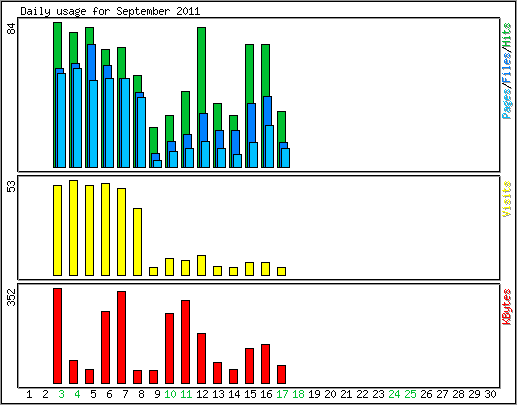 Daily usage for September 2011
84
Pages/Files/Hits
53
Visits
352
KBytes
1 2 3 4 5 6 7 8 9 10 11 12 13 14 15 16 17 18 19 20 21 22 23 24 25 26 27 28 29 30